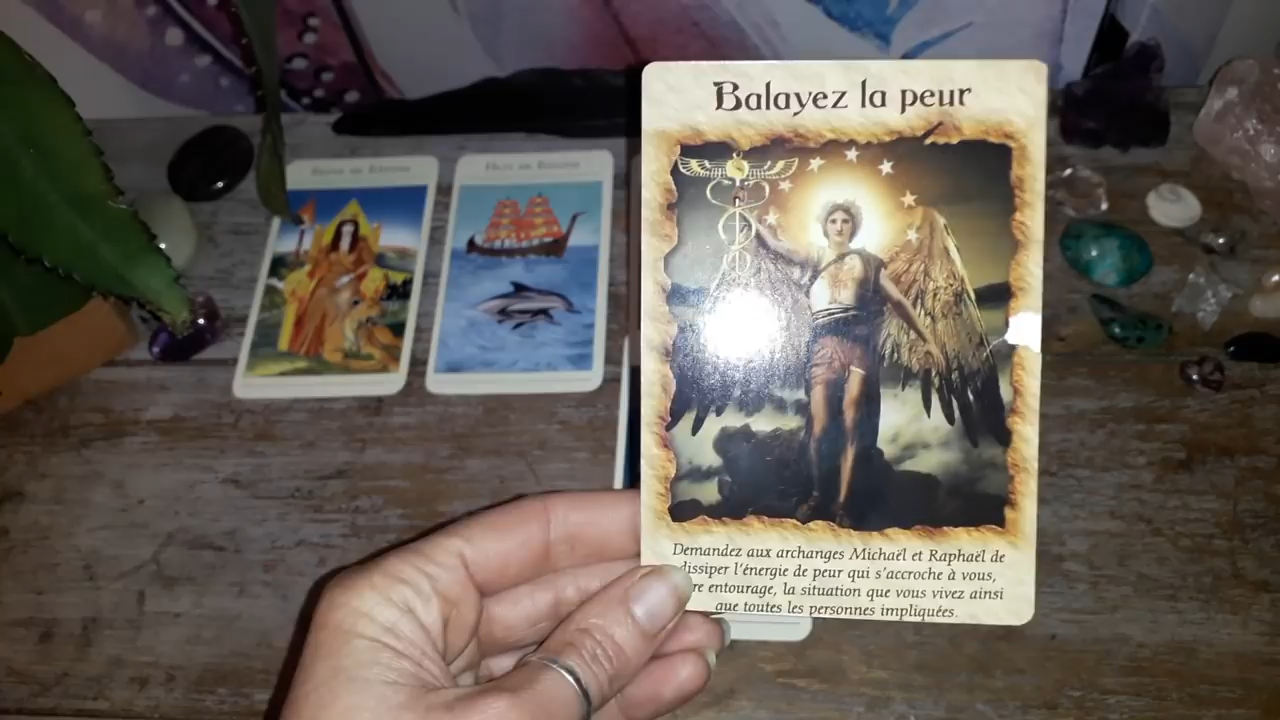 Balayez la peur
Demandez aux archanges Michaël et Raphaël de
dissiper l'énergie de peur qui s'accroche à vous,
entourage, la situation que vous vivez ainsi
que toutes les personnes impliquées.